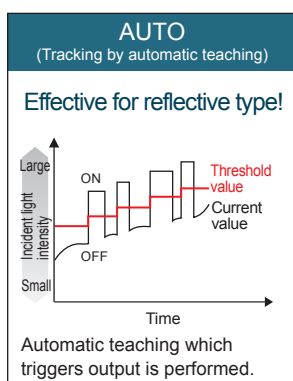 AUTO
(Tracking by automatic teaching)
Effective for reflective type!
Large
ON
Threshold
value
Incident light
intensity
Current
value
OFF
Small
Time
Automatic teaching which
triggers output is performed.